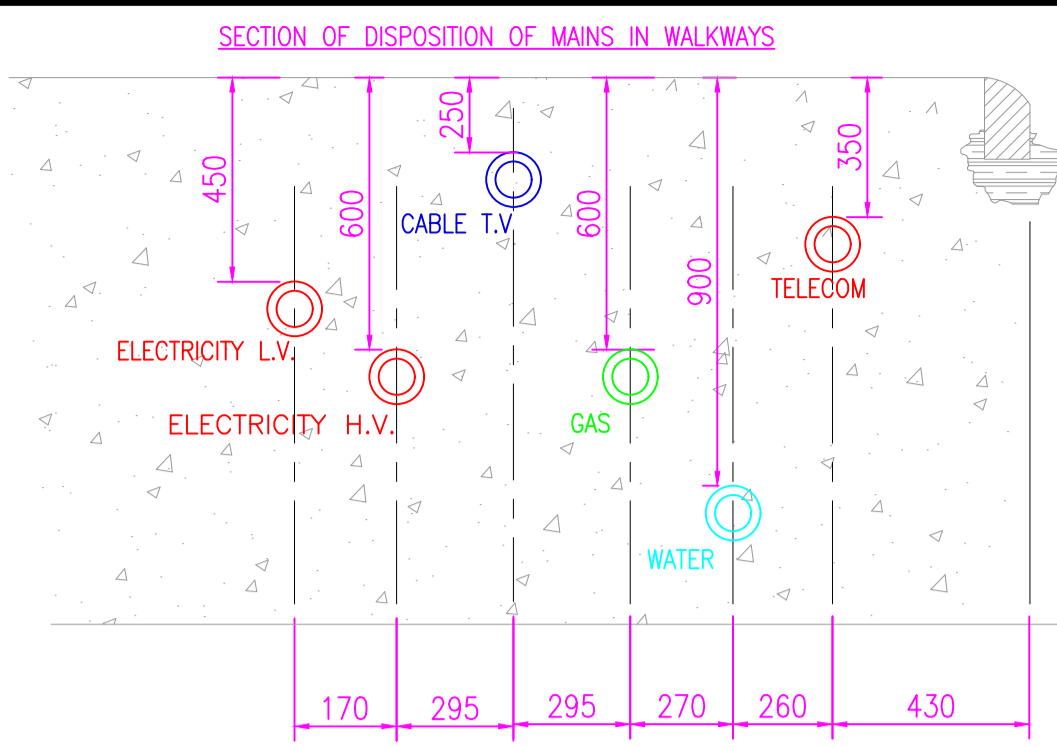 SECTION OF DISPOSITION OF MAINS IN WALKWAYS
450
600
250
600
900
350
CABLE T.V
TELECOM
ELECTRICITY L.V.
ELECTRICITY H.V.
GAS
WATER
170
295
295
270
260
430